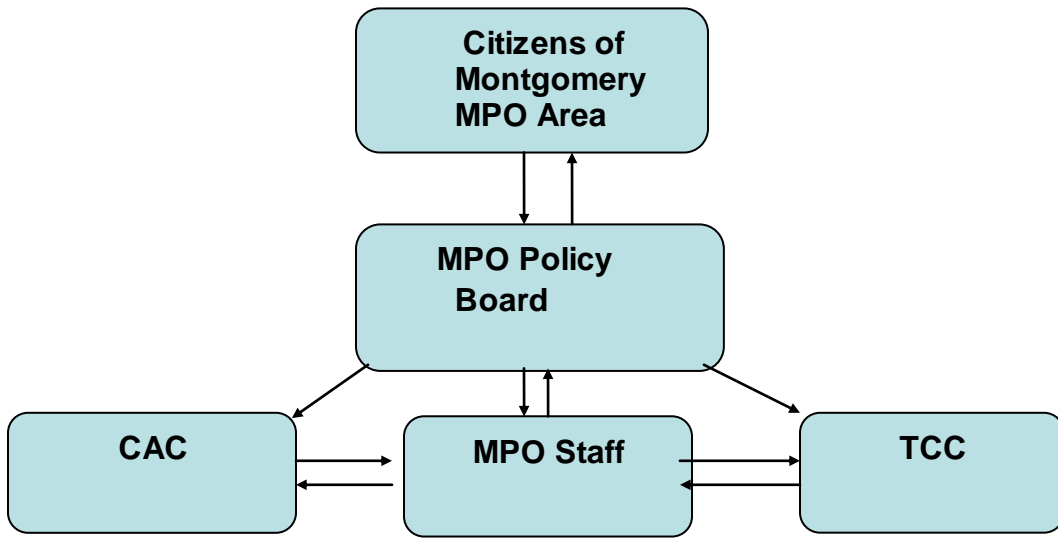 Citizens of
Montgomery
MPO Area
MPO Policy
Board
CAC
MPO Staff
TCC